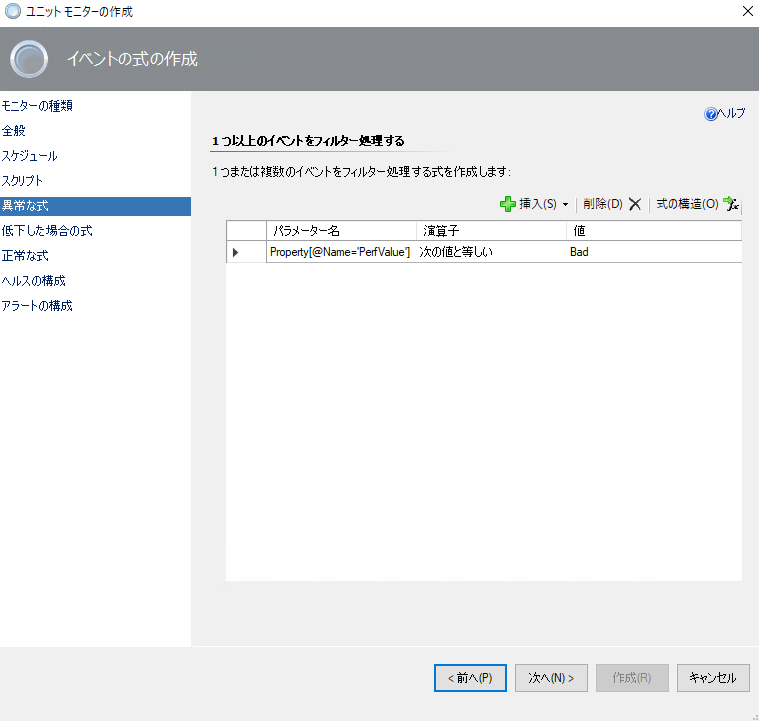 ユニット モニターの作成
イベントの式の作成
モニターの種類
全般
スケジュール
スクリプト
異常な式
低下した場合の式
正常な式
ヘルスの構成
アラートの構成
ヘルプ
1 つ以上のイベントをフィルター処理する
1 つまたは複数のイベントをフィルター処理する式を作成します:
挿入(S) 削除(D) 式の構造(O)
パラメーター名 演算子 値
Property[@Name='PerfValue'] 次の値と等しい Bad
< 前へ(P) 次へ(N) > 作成(R) キャンセル